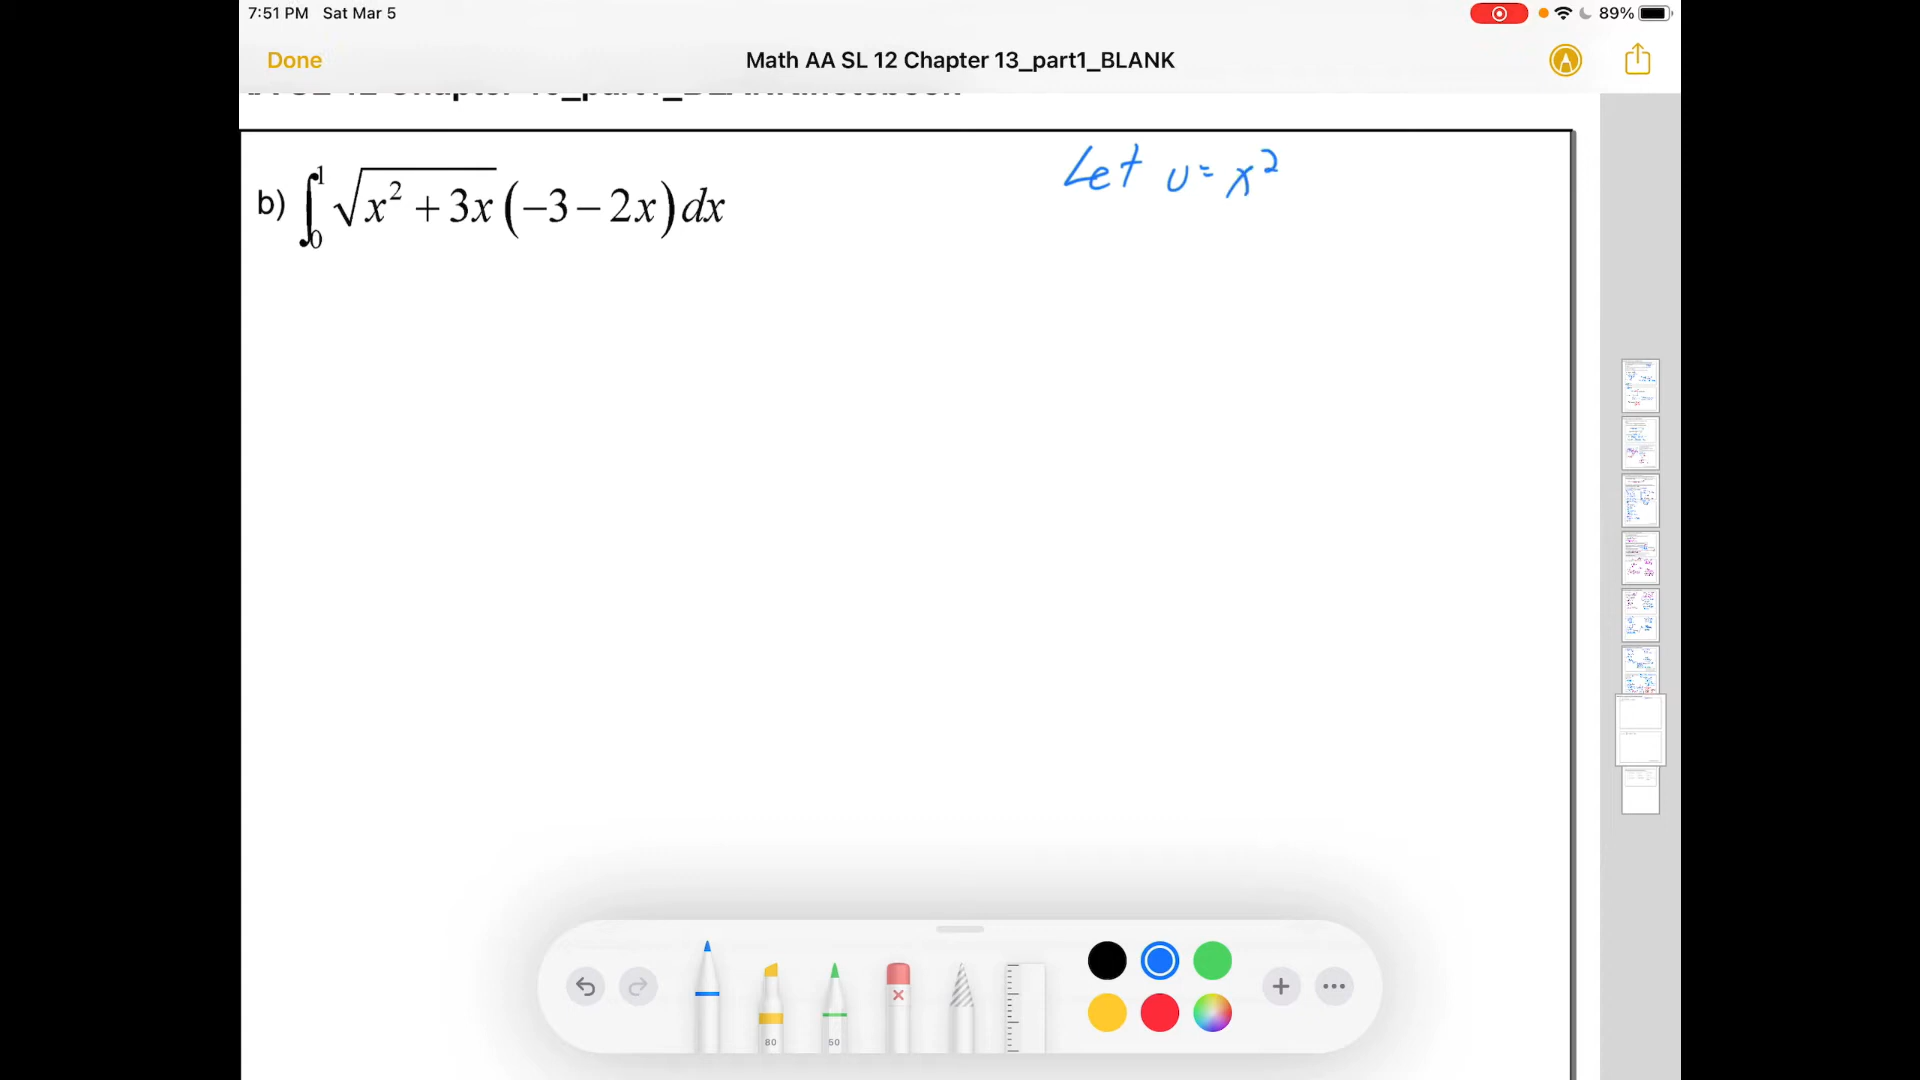 7:51 PM Sat Mar 5
89%
Done
Math AA SL 12 Chapter 13_part1_BLANK
b) ∫₀¹ √(x² + 3x) (−3 − 2x) dx
Let u = x²
80
50